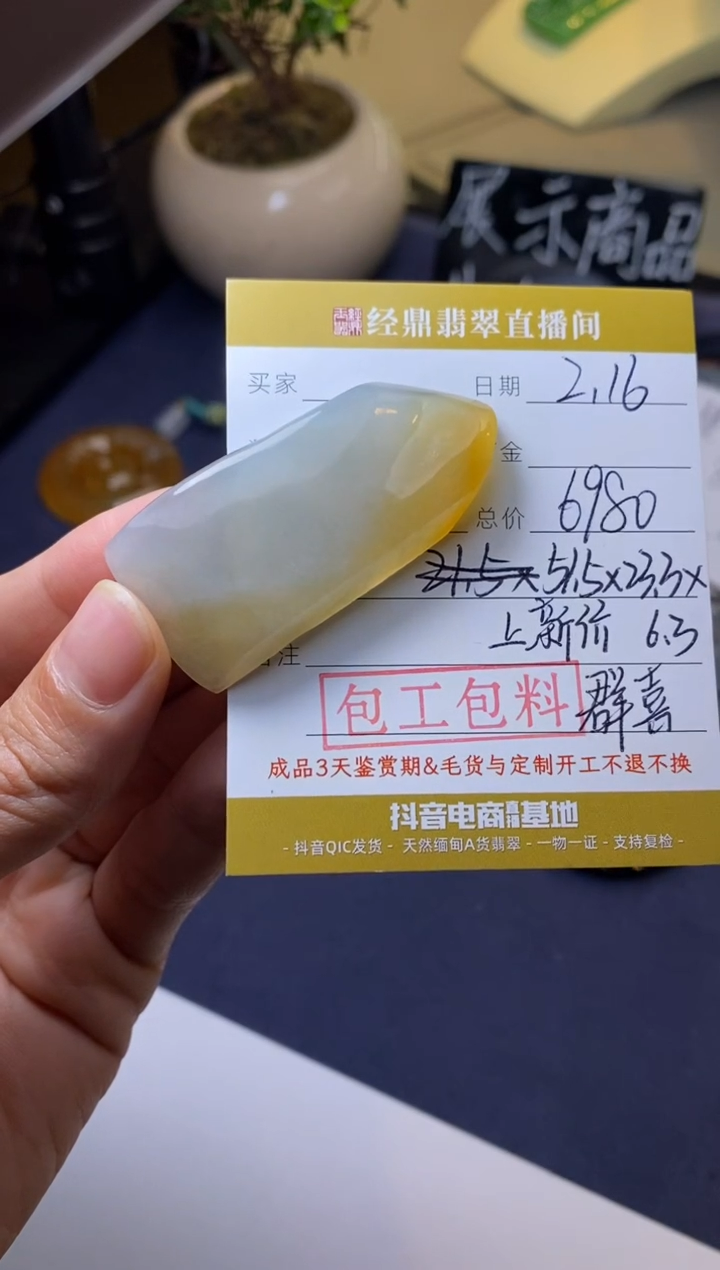 展示商品
经鼎翡翠直播间
买家 日期 2.16
金
总价 6980
51.5x23.3x
上新价 6.3
注
包工包料 群喜
成品3天鉴赏期&毛货与定制开工不退不换
抖音电商直播基地
- 抖音QIC发货 - 天然缅甸A货翡翠 - 一物一证 - 支持复检 -